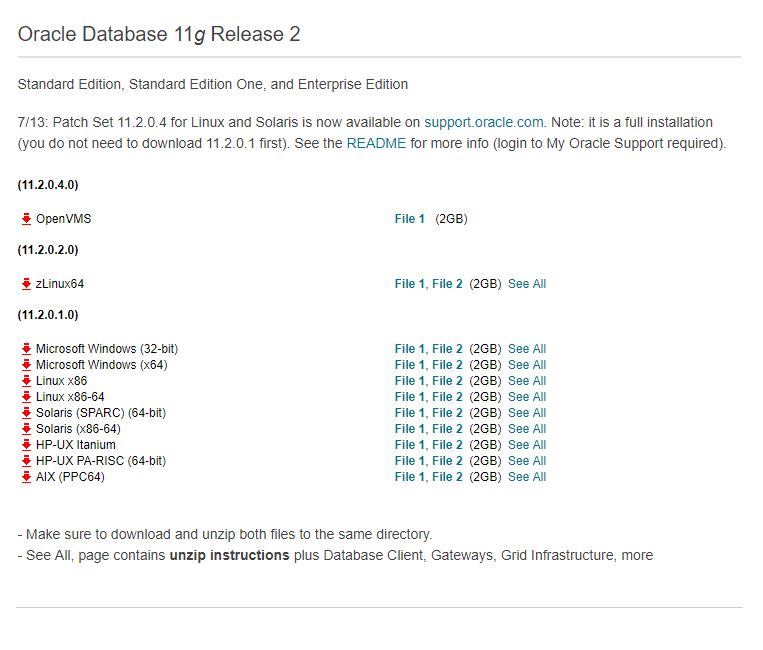 Oracle Database 11g Release 2
Standard Edition, Standard Edition One, and Enterprise Edition
7/13: Patch Set 11.2.0.4 for Linux and Solaris is now available on support.oracle.com. Note: it is a full installation
(you do not need to download 11.2.0.1 first). See the README for more info (login to My Oracle Support required).
(11.2.0.4.0)
OpenVMS File 1 (2GB)
(11.2.0.2.0)
zLinux64 File 1, File 2 (2GB) See All
(11.2.0.1.0)
Microsoft Windows (32-bit) File 1, File 2 (2GB) See All
Microsoft Windows (x64) File 1, File 2 (2GB) See All
Linux x86 File 1, File 2 (2GB) See All
Linux x86-64 File 1, File 2 (2GB) See All
Solaris (SPARC) (64-bit) File 1, File 2 (2GB) See All
Solaris (x86-64) File 1, File 2 (2GB) See All
HP-UX Itanium File 1, File 2 (2GB) See All
HP-UX PA-RISC (64-bit) File 1, File 2 (2GB) See All
AIX (PPC64) File 1, File 2 (2GB) See All
- Make sure to download and unzip both files to the same directory.
- See All, page contains unzip instructions plus Database Client, Gateways, Grid Infrastructure, more